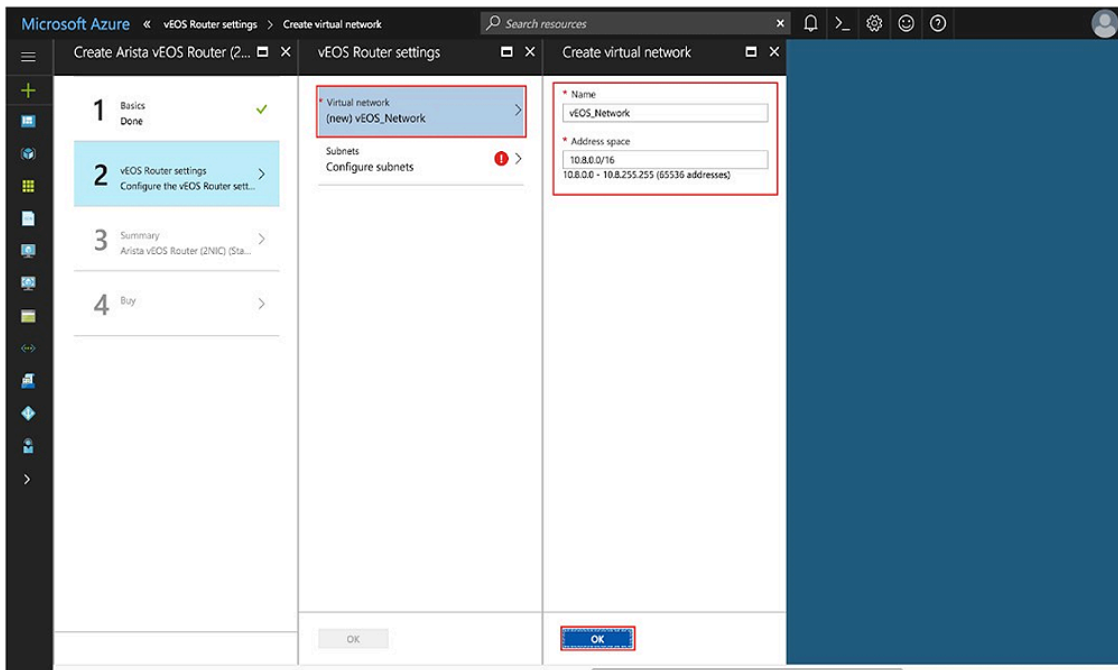 Microsoft Azure « vEOS Router settings > Create virtual network
Search resources
Create Arista vEOS Router (2...
1 Basics
Done
2 vEOS Router settings
Configure the vEOS Router sett...
3 Summary
Arista vEOS Router (2NIC) (Sta...
4 Buy
vEOS Router settings
* Virtual network
(new) vEOS_Network
Subnets
Configure subnets
OK
Create virtual network
* Name
vEOS_Network
* Address space
10.8.0.0/16
10.8.0.0 - 10.8.255.255 (65536 addresses)
OK